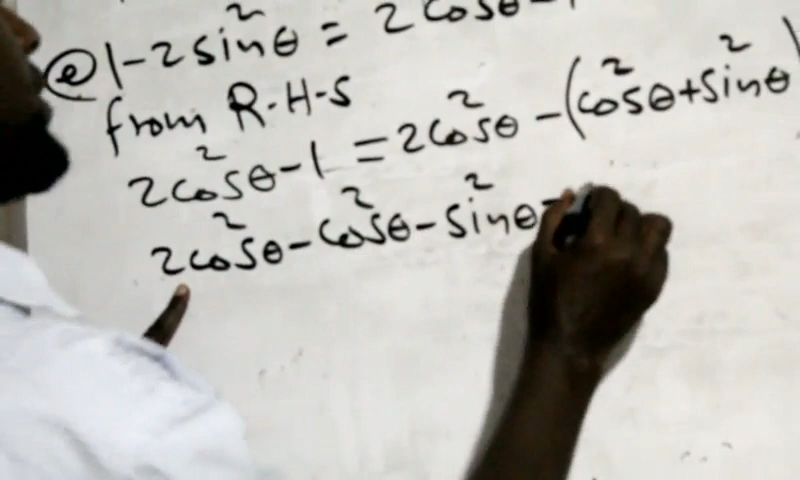 ⓔ 1-2sin²θ = 2cos²θ-1
from R.H.S
2cos²θ-1 = 2cos²θ-(cos²θ+sin²θ)
2cos²θ-cos²θ-sin²θ=